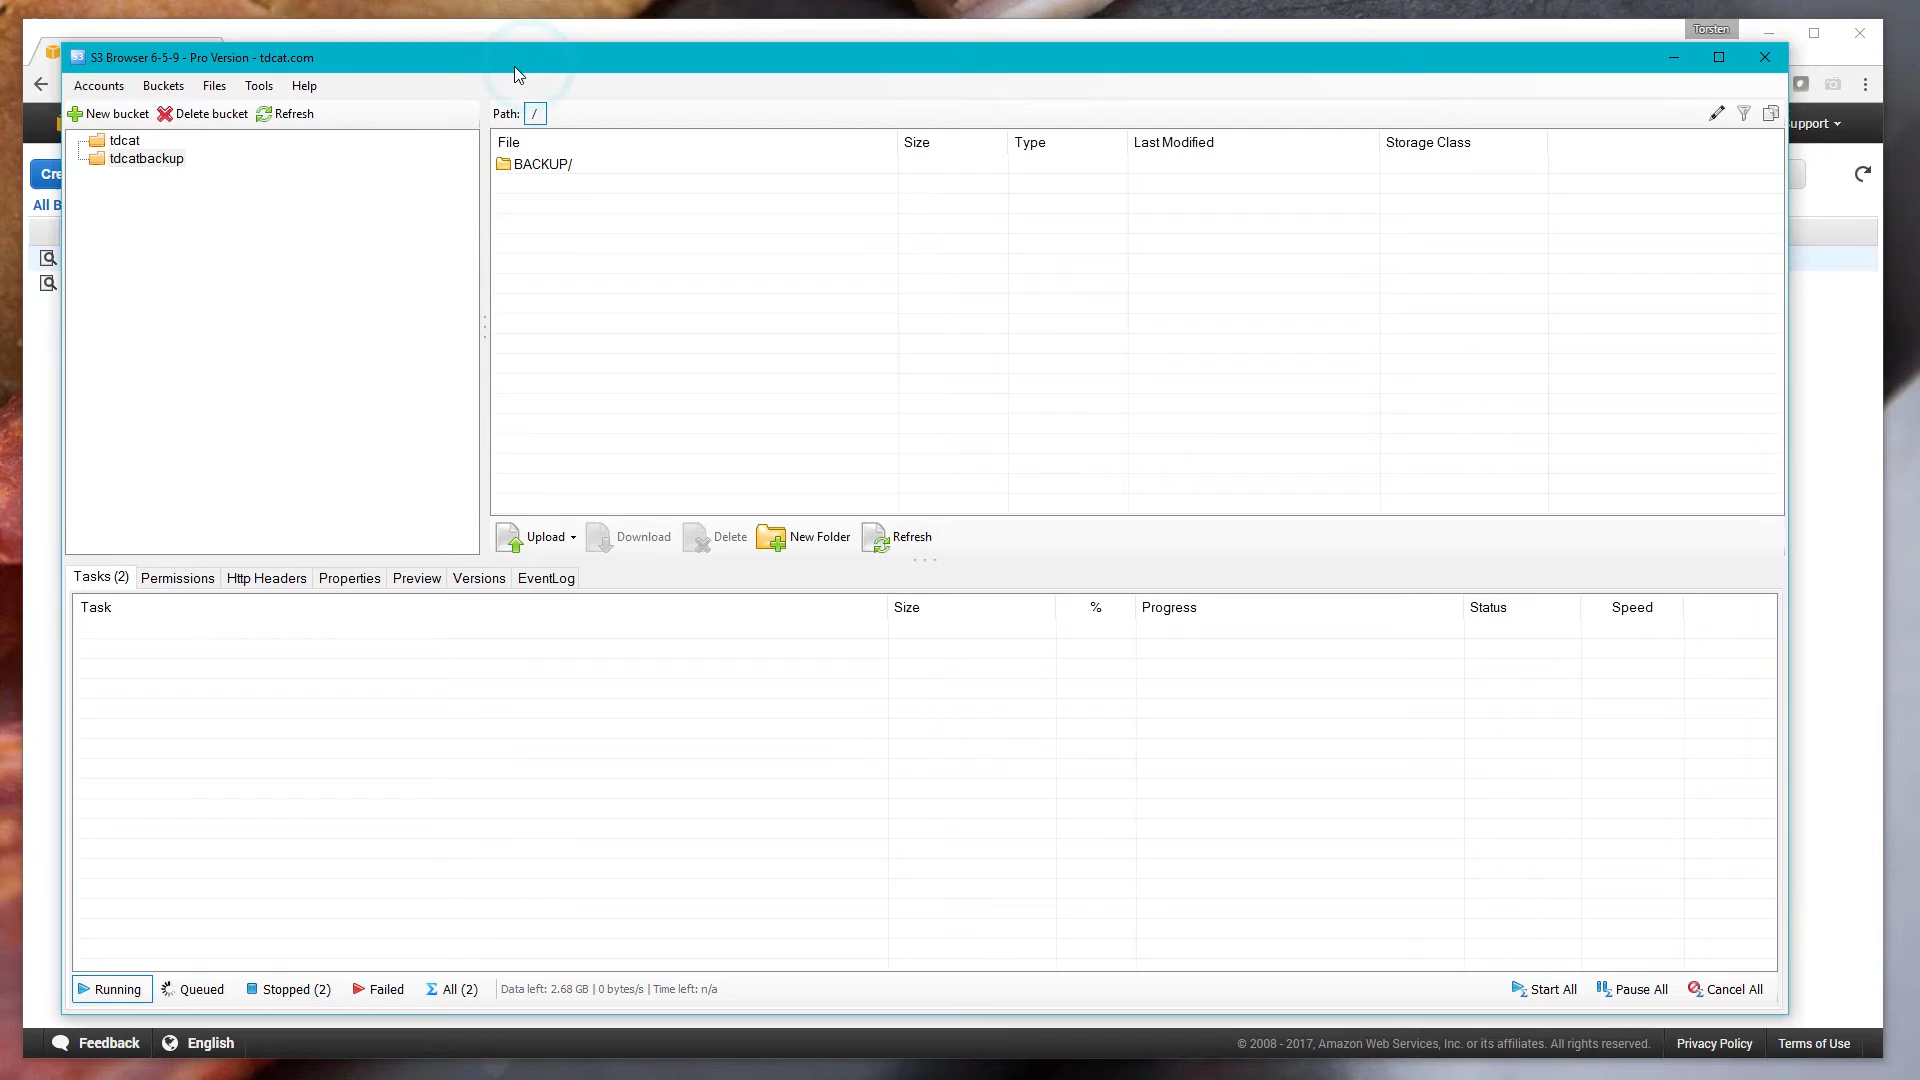 Torsten
S3 Browser 6-5-9 - Pro Version - tdcat.com
Accounts Buckets Files Tools Help
New bucket Delete bucket Refresh
Path: /
upport
tdcat
tdcatbackup
File Size Type Last Modified Storage Class
BACKUP/
Cre
All B
Upload Download Delete New Folder Refresh
Tasks (2) Permissions Http Headers Properties Preview Versions EventLog
Task Size % Progress Status Speed
Running Queued Stopped (2) Failed All (2) Data left: 2.68 GB | 0 bytes/s | Time left: n/a Start All Pause All Cancel All
Feedback English © 2008 - 2017, Amazon Web Services, Inc. or its affiliates. All rights reserved. Privacy Policy Terms of Use